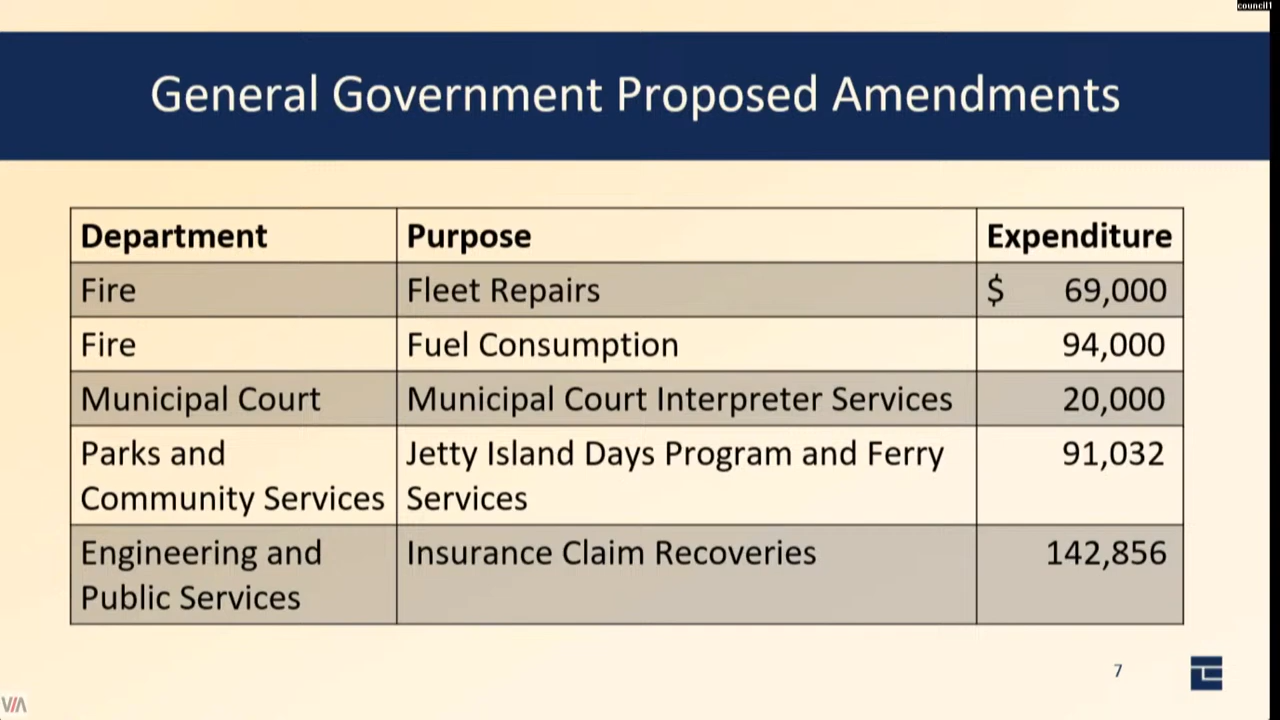 council1
General Government Proposed Amendments
Department Purpose Expenditure
Fire Fleet Repairs $ 69,000
Fire Fuel Consumption 94,000
Municipal Court Municipal Court Interpreter Services 20,000
Parks and Jetty Island Days Program and Ferry 91,032
Community Services Services
Engineering and Insurance Claim Recoveries 142,856
Public Services
7
VIA